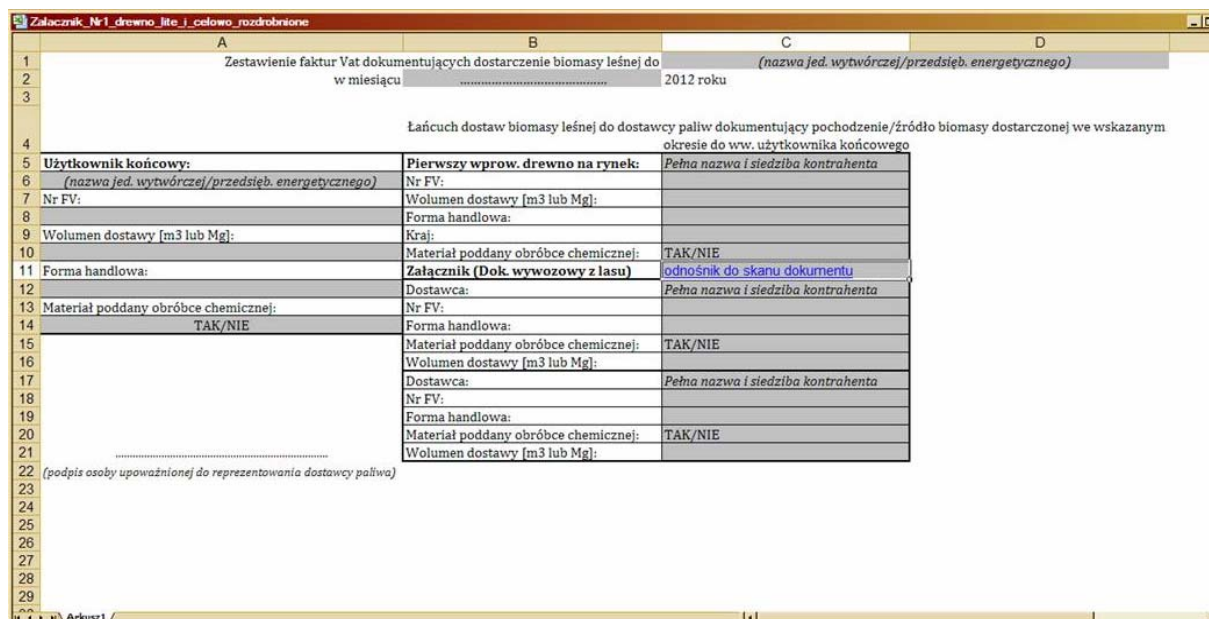 Zalacznik_Nr1_drewno_lite_i_celowo_rozdrobnione
A B C D
1 Zestawienie faktur Vat dokumentujących dostarczenie biomasy leśnej do (nazwa jed. wytwórczej/przedsięb. energetycznego)
2 w miesiącu .......................................... 2012 roku
3
Łańcuch dostaw biomasy leśnej do dostawcy paliw dokumentujący pochodzenie/źródło biomasy dostarczonej we wskazanym
4 okresie do ww. użytkownika końcowego
5 Użytkownik końcowy: Pierwszy wprow. drewno na rynek: Pełna nazwa i siedziba kontrahenta
6 (nazwa jed. wytwórczej/przedsięb. energetycznego) Nr FV:
7 Nr FV: Wolumen dostawy [m3 lub Mg]:
8 Forma handlowa:
9 Wolumen dostawy [m3 lub Mg]: Kraj:
10 Materiał poddany obróbce chemicznej: TAK/NIE
11 Forma handlowa: Załącznik (Dok. wywozowy z lasu) odnośnik do skanu dokumentu
12 Dostawca: Pełna nazwa i siedziba kontrahenta
13 Materiał poddany obróbce chemicznej: Nr FV:
14 TAK/NIE Forma handlowa:
15 Materiał poddany obróbce chemicznej: TAK/NIE
16 Wolumen dostawy [m3 lub Mg]:
17 Dostawca: Pełna nazwa i siedziba kontrahenta
18 Nr FV:
19 Forma handlowa:
20 Materiał poddany obróbce chemicznej: TAK/NIE
21 ...................................................................... Wolumen dostawy [m3 lub Mg]:
22 (podpis osoby upoważnionej do reprezentowania dostawcy paliwa)
23
24
25
26
27
28
29
Arkusz1